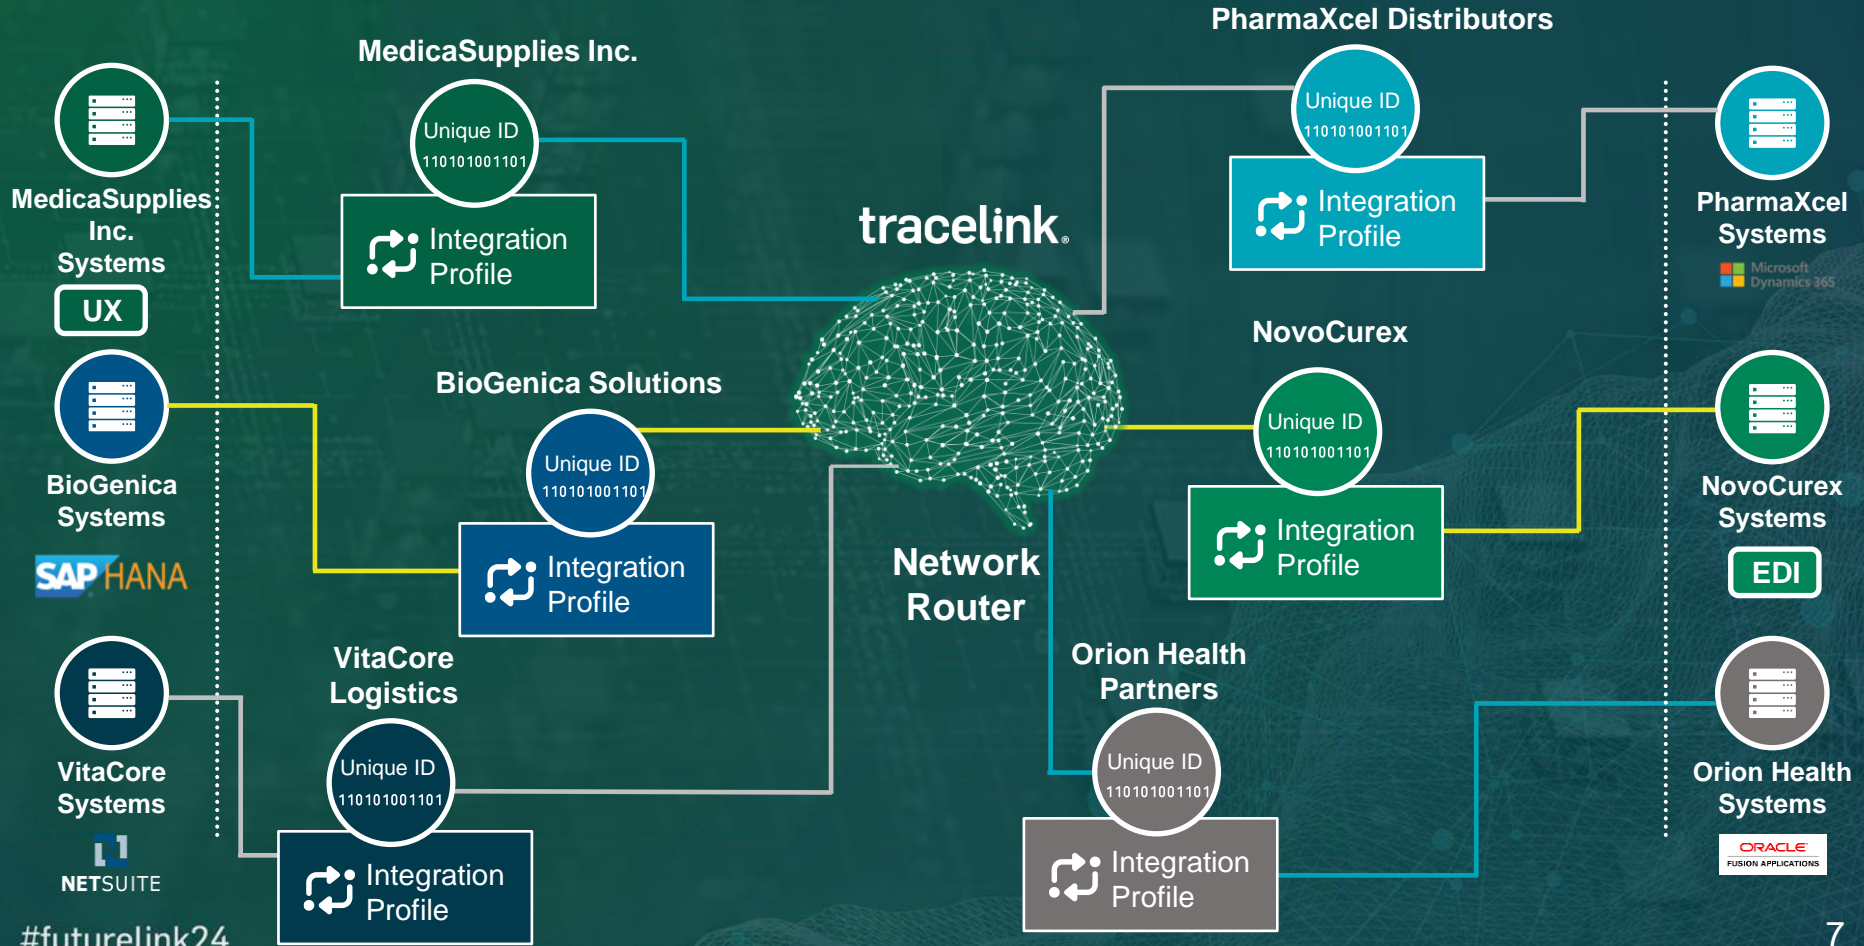 PharmaXcel Distributors
MedicaSupplies Inc.
Unique ID
110101001101
Unique ID
110101001101
MedicaSupplies
Inc.
Systems
UX
Integration
Profile
tracelink®
Integration
Profile
PharmaXcel
Systems
Microsoft
Dynamics 365
NovoCurex
BioGenica Solutions
Unique ID
110101001101
Unique ID
110101001101
BioGenica
Systems
SAP HANA
Integration
Profile
Network
Router
Integration
Profile
NovoCurex
Systems
EDI
VitaCore
Logistics
Orion Health
Partners
Unique ID
110101001101
Unique ID
110101001101
VitaCore
Systems
NETSUITE
Integration
Profile
Integration
Profile
Orion Health
Systems
ORACLE
FUSION APPLICATIONS
#futurelink24
7